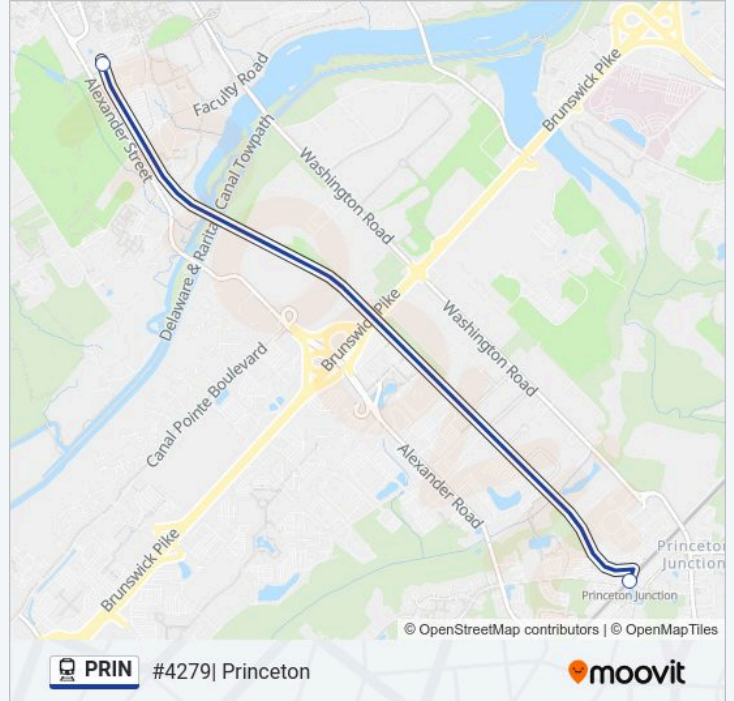 Faculty Road
Alexander Street
Brunswick Pike
Washington Road
Delaware & Raritan Canal Towpath
Brunswick Pike
Washington Road
Canal Pointe Boulevard
Alexander Road
Brunswick Pike
Princeton
Junction
Princeton Junction
© OpenStreetMap contributors | © OpenMapTiles
PRIN #4279| Princeton
moovit